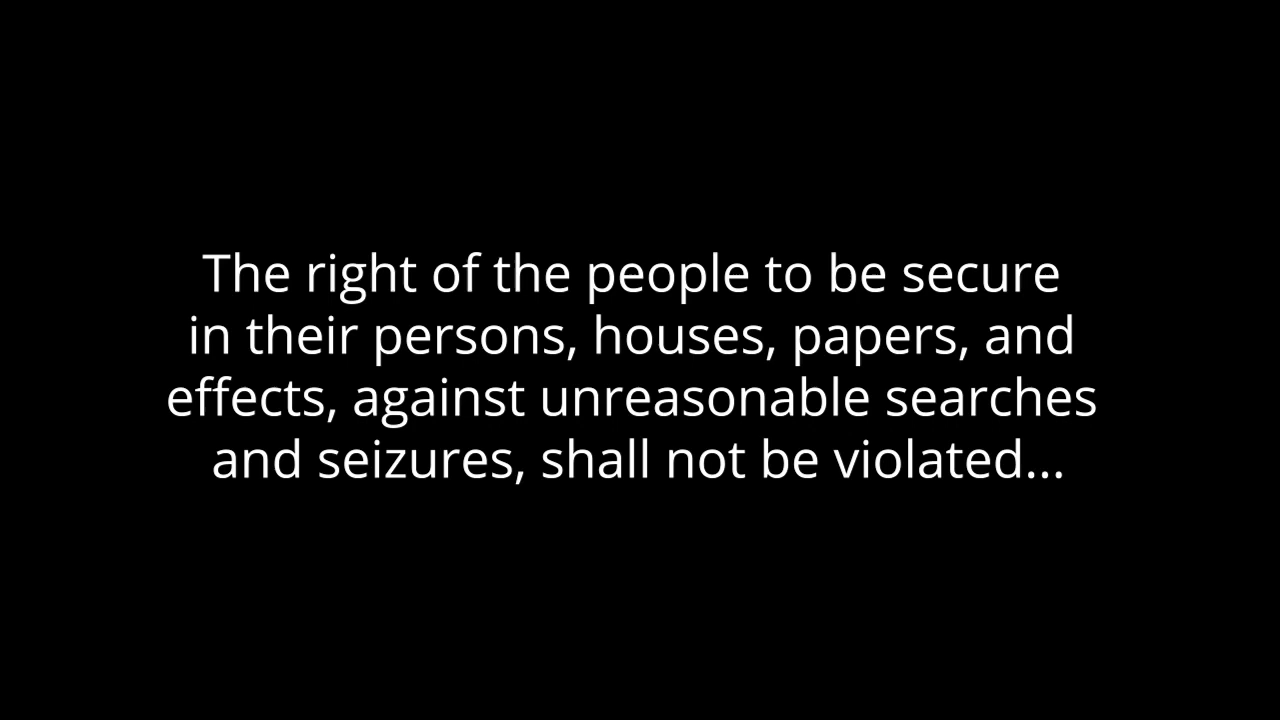 The right of the people to be secure
in their persons, houses, papers, and
effects, against unreasonable searches
and seizures, shall not be violated...